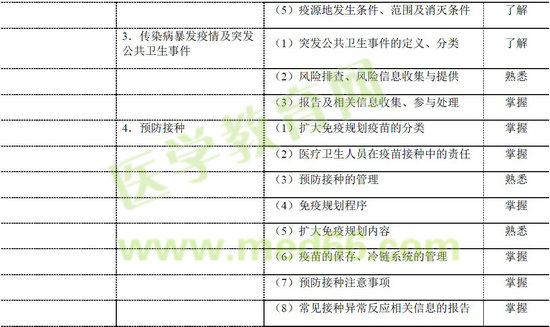 （5）疫源地发生条件、范围及消灭条件 了解
3．传染病暴发疫情及突发 （1）突发公共卫生事件的定义、分类 了解
公共卫生事件
（2）风险排查、风险信息收集与提供 熟悉
（3）报告及相关信息收集、参与处理 掌握
4．预防接种 （1）扩大免疫规划疫苗的分类 掌握
（2）医疗卫生人员在疫苗接种中的责任 掌握
（3）预防接种的管理 熟悉
（4）免疫规划程序 掌握
（5）扩大免疫规划内容 熟悉
（6）疫苗的保存、冷链系统的管理 掌握
（7）预防接种注意事项 掌握
（8）常见接种异常反应相关信息的报告 掌握
医学教育网
www.med66.com